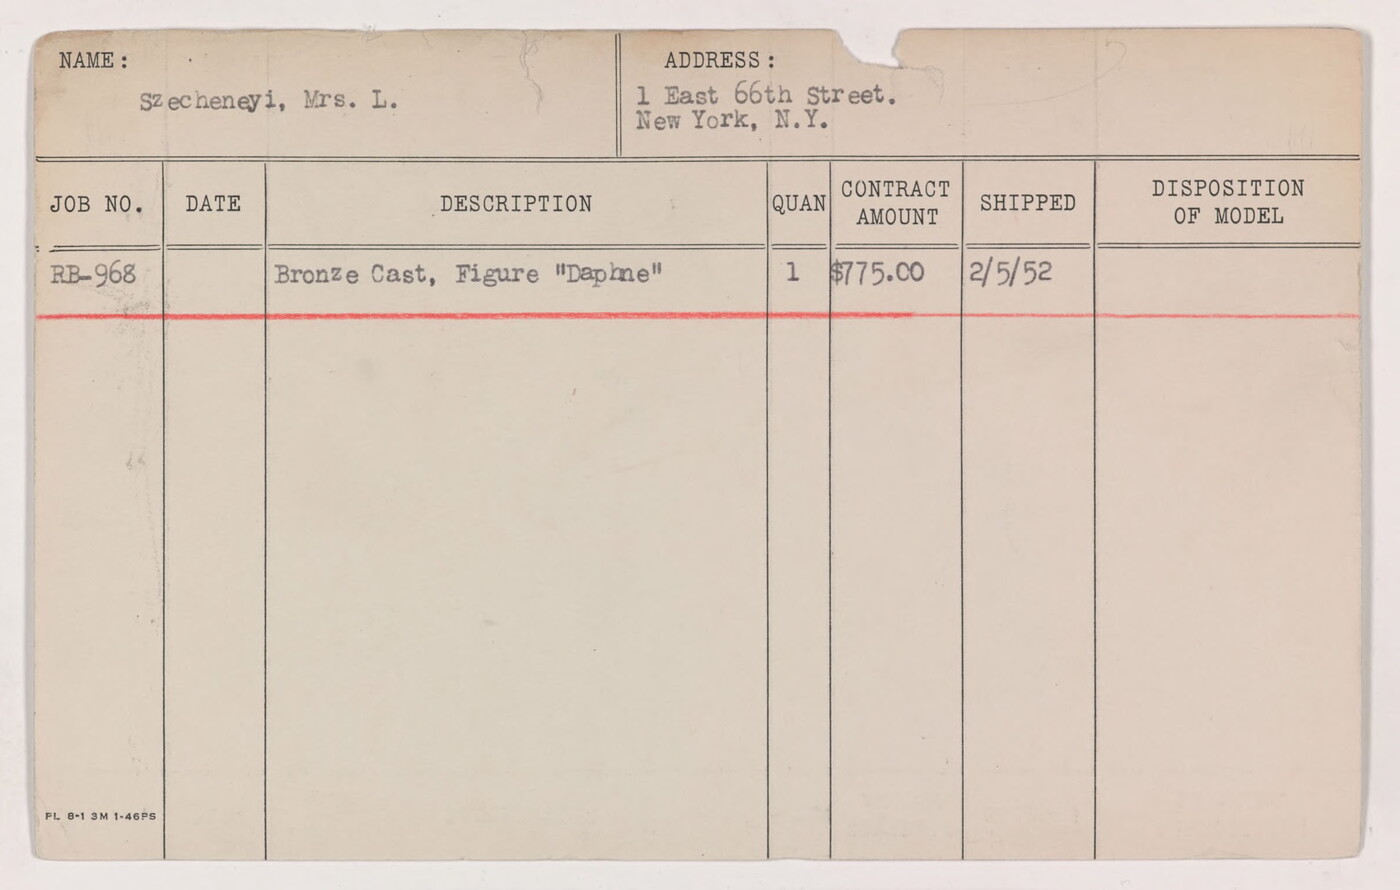 NAME:
Szecheneyi, Mrs. L.
ADDRESS:
1 East 66th Street.
New York, N.Y.
JOB NO. DATE DESCRIPTION QUAN CONTRACT AMOUNT SHIPPED DISPOSITION OF MODEL
RB-968 Bronze Cast, Figure "Daphne" 1 $775.00 2/5/52
PL 8-1 3M 1-46PS